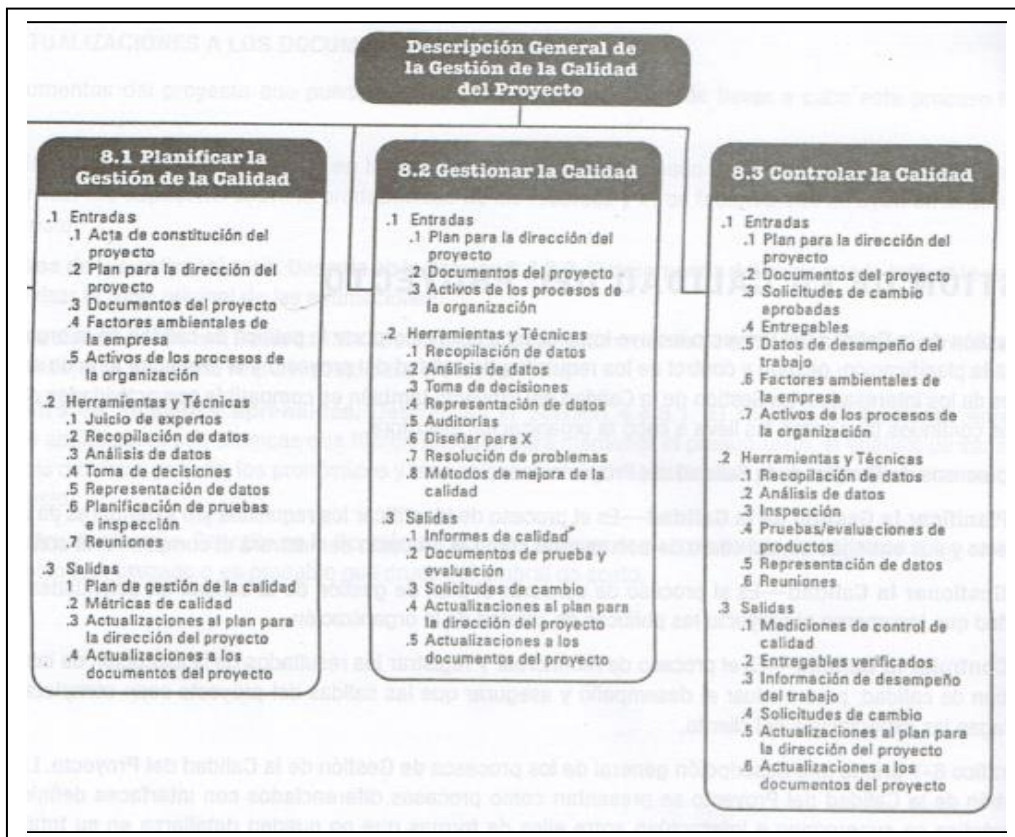 Descripción General de
la Gestión de la Calidad
del Proyecto
8.1 Planificar la
Gestión de la Calidad
.1 Entradas
.1 Acta de constitución del
proyecto
.2 Plan para la dirección del
proyecto
.3 Documentos del proyecto
.4 Factores ambientales de
la empresa
.5 Activos de los procesos de
la organización
.2 Herramientas y Técnicas
.1 Juicio de expertos
.2 Recopilación de datos
.3 Análisis de datos
.4 Toma de decisiones
.5 Representación de datos
.6 Planificación de pruebas
e inspección
.7 Reuniones
.3 Salidas
.1 Plan de gestión de la calidad
.2 Métricas de calidad
.3 Actualizaciones al plan para
la dirección del proyecto
.4 Actualizaciones a los
documentos del proyecto
8.2 Gestionar la Calidad
.1 Entradas
.1 Plan para la dirección del
proyecto
.2 Documentos del proyecto
.3 Activos de los procesos de
la organización
.2 Herramientas y Técnicas
.1 Recopilación de datos
.2 Análisis de datos
.3 Toma de decisiones
.4 Representación de datos
.5 Auditorías
.6 Diseñar para X
.7 Resolución de problemas
.8 Métodos de mejora de la
calidad
.3 Salidas
.1 Informes de calidad
.2 Documentos de prueba y
evaluación
.3 Solicitudes de cambio
.4 Actualizaciones al plan para
la dirección del proyecto
.5 Actualizaciones a los
documentos del proyecto
8.3 Controlar la Calidad
.1 Entradas
.1 Plan para la dirección del
proyecto
.2 Documentos del proyecto
.3 Solicitudes de cambio
aprobadas
.4 Entregables
.5 Datos de desempeño del
trabajo
.6 Factores ambientales de
la empresa
.7 Activos de los procesos de
la organización
.2 Herramientas y Técnicas
.1 Recopilación de datos
.2 Análisis de datos
.3 Inspección
.4 Pruebas/evaluaciones de
productos
.5 Representación de datos
.6 Reuniones
.3 Salidas
.1 Mediciones de control de
calidad
.2 Entregables verificados
.3 Información de desempeño
del trabajo
.4 Solicitudes de cambio
.5 Actualizaciones al plan para
la dirección del proyecto
.6 Actualizaciones a los
documentos del proyecto